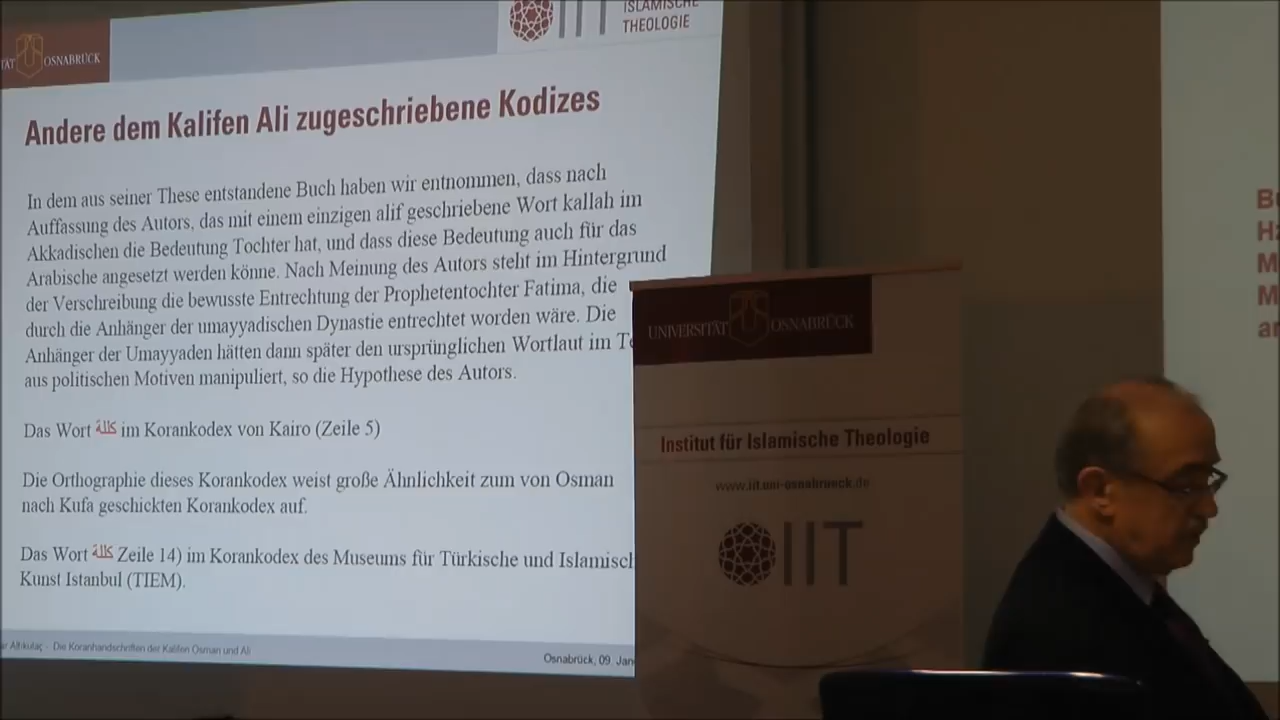 OSNABRÜCK
ISLAMISCHE
THEOLOGIE
Andere dem Kalifen Ali zugeschriebene Kodizes
In dem aus seiner These entstandene Buch haben wir entnommen, dass nach
Auffassung des Autors, das mit einem einzigen alif geschriebene Wort kallah im
Akkadischen die Bedeutung Tochter hat, und dass diese Bedeutung auch für das
Arabische angesetzt werden könne. Nach Meinung des Autors steht im Hintergrund
der Verschreibung die bewusste Entrechtung der Prophetentochter Fatima, die
durch die Anhänger der umayyadischen Dynastie entrechtet worden wäre. Die
Anhänger der Umayyaden hätten dann später den ursprünglichen Wortlaut im
aus politischen Motiven manipuliert, so die Hypothese des Autors.
Das Wort كللة im Korankodex von Kairo (Zeile 5)
Die Orthographie dieses Korankodex weist große Ähnlichkeit zum von Osman
nach Kufa geschickten Korankodex auf.
Das Wort كللة Zeile 14) im Korankodex des Museums für Türkische und Islamisch
Kunst Istanbul (TIEM).
ar Altıkulaç - Die Koranhandschriften der Kalifen Osman und Ali
Osnabrück, 09. Jan
UNIVERSITÄT OSNABRÜCK
Institut für Islamische Theologie
www.iit.uni-osnabrueck.de
IIT